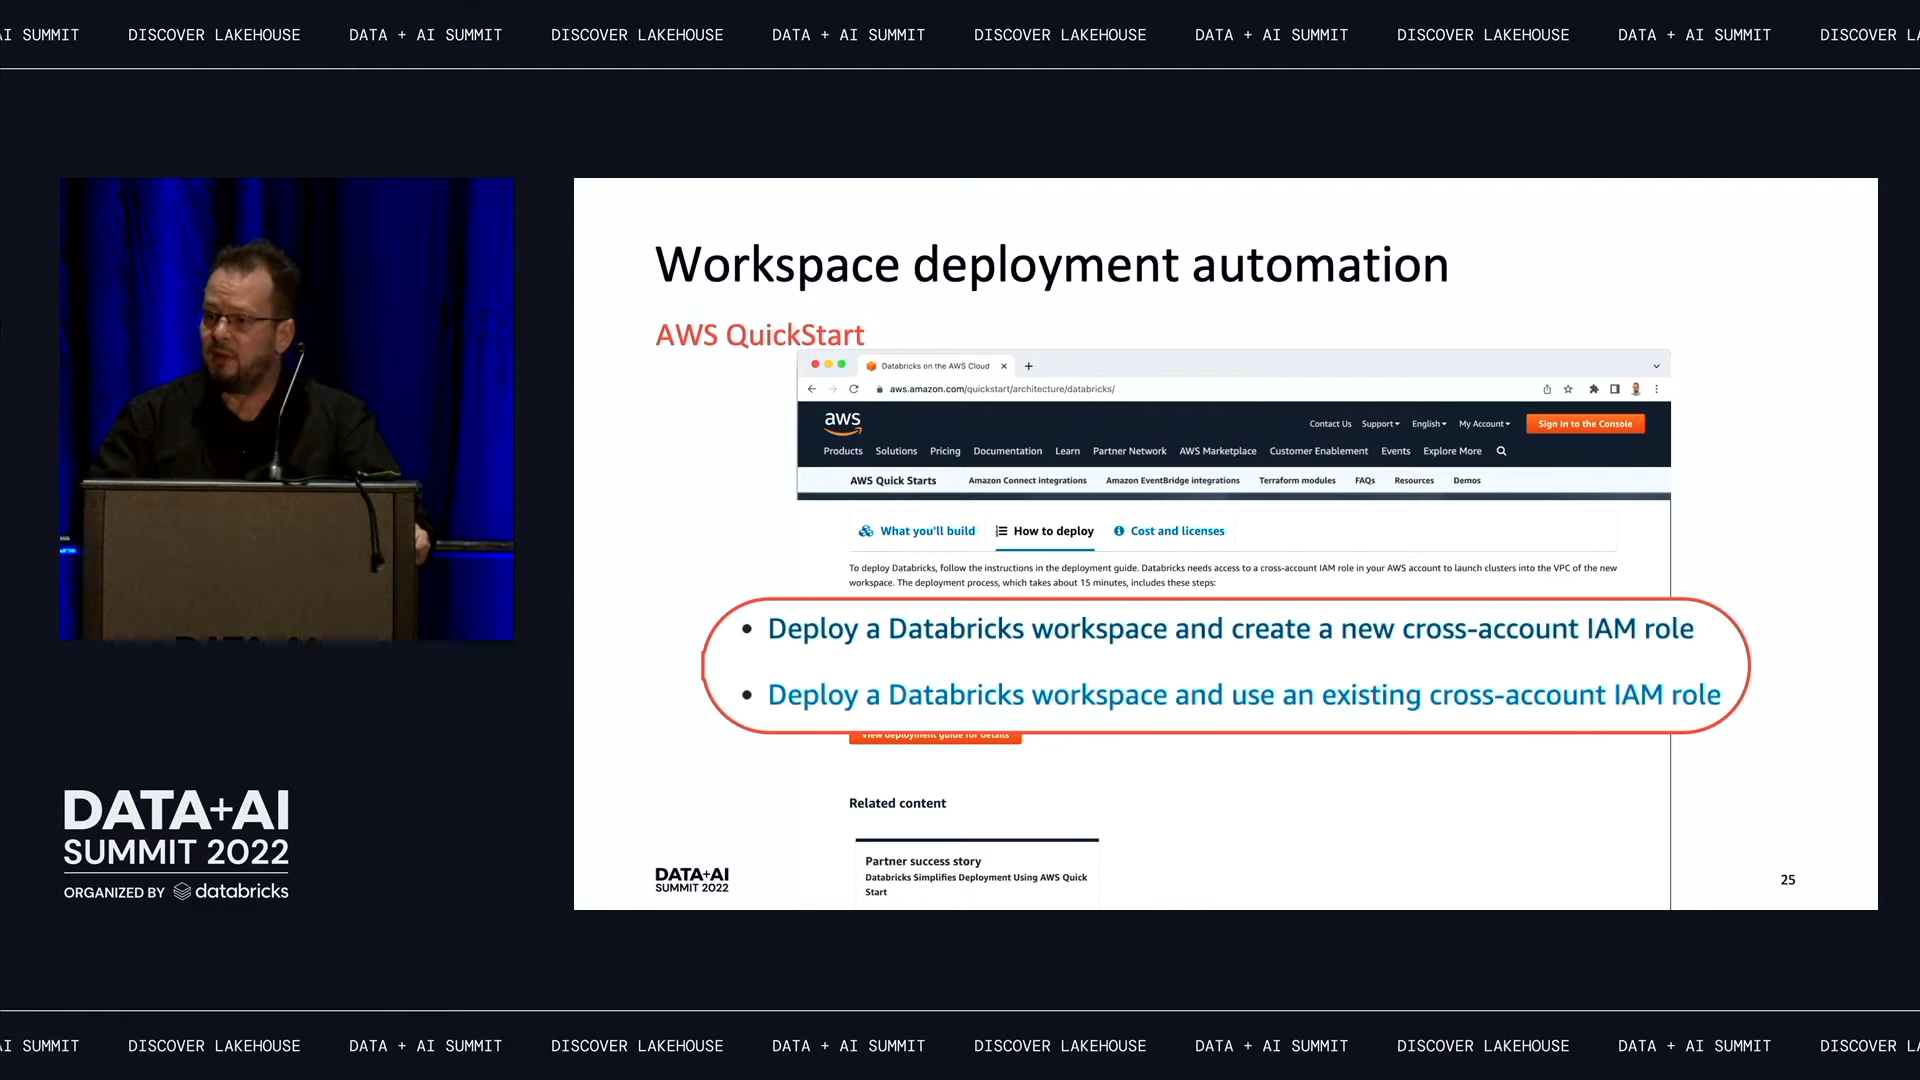 AI SUMMIT DISCOVER LAKEHOUSE DATA + AI SUMMIT DISCOVER LAKEHOUSE DATA + AI SUMMIT DISCOVER LAKEHOUSE DATA + AI SUMMIT DISCOVER LAKEHOUSE DATA + AI SUMMIT DISCOVER
Workspace deployment automation
AWS QuickStart
Databricks on the AWS Cloud
aws.amazon.com/quickstart/architecture/databricks/
aws
Contact Us Support English My Account Sign In to the Console
Products Solutions Pricing Documentation Learn Partner Network AWS Marketplace Customer Enablement Events Explore More
AWS Quick Starts Amazon Connect integrations Amazon EventBridge integrations Terraform modules FAQs Resources Demos
What you'll build How to deploy Cost and licenses
To deploy Databricks, follow the instructions in the deployment guide. Databricks needs access to a cross-account IAM role in your AWS account to launch clusters into the VPC of the new
workspace. The deployment process, which takes about 15 minutes, includes these steps:
• Deploy a Databricks workspace and create a new cross-account IAM role
• Deploy a Databricks workspace and use an existing cross-account IAM role
View deployment guide for details
Related content
Partner success story
Databricks Simplifies Deployment Using AWS Quick
Start
DATA+AI
SUMMIT 2022
25
DATA+AI
SUMMIT 2022
ORGANIZED BY databricks
AI SUMMIT DISCOVER LAKEHOUSE DATA + AI SUMMIT DISCOVER LAKEHOUSE DATA + AI SUMMIT DISCOVER LAKEHOUSE DATA + AI SUMMIT DISCOVER LAKEHOUSE DATA + AI SUMMIT DISCOVER